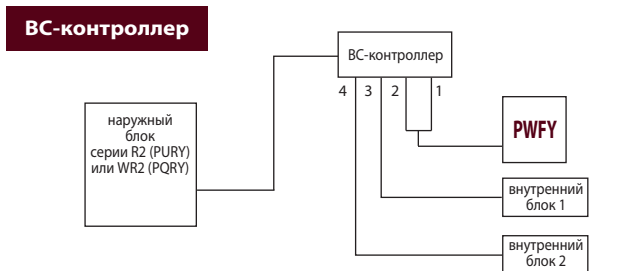 BC-контроллер
BC-контроллер
4 3 2 1
наружный
блок
серии R2 (PURY)
или WR2 (PQRY)
PWFY
внутренний
блок 1
внутренний
блок 2